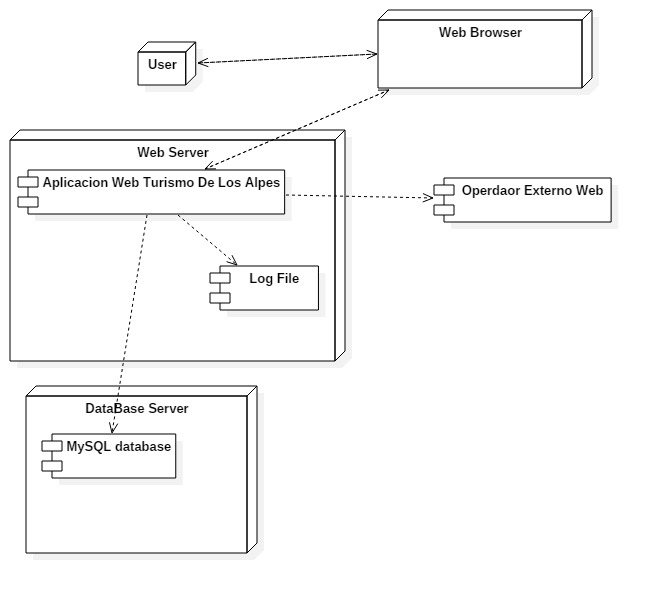 Web Browser
User
Web Server
Aplicacion Web Turismo De Los Alpes
Operdaor Externo Web
Log File
DataBase Server
MySQL database